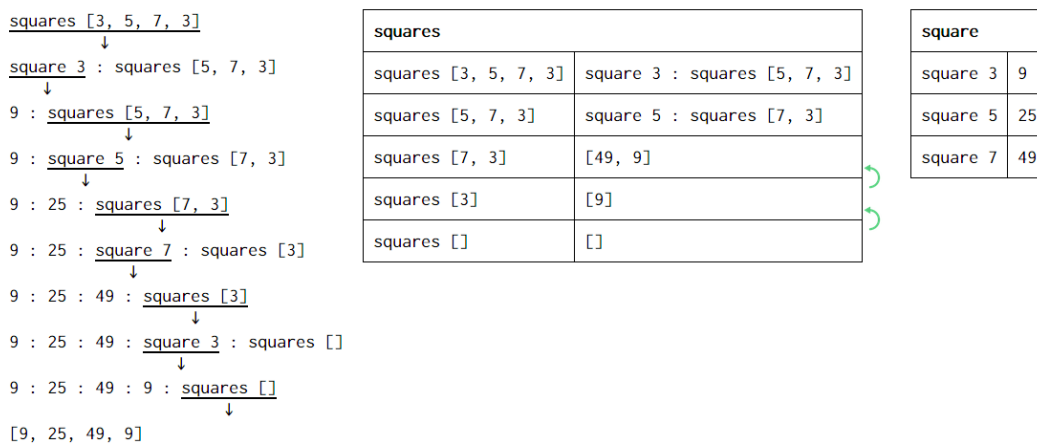 squares [3, 5, 7, 3]
↓
square 3 : squares [5, 7, 3]
↓
9 : squares [5, 7, 3]
↓
9 : square 5 : squares [7, 3]
↓
9 : 25 : squares [7, 3]
↓
9 : 25 : square 7 : squares [3]
↓
9 : 25 : 49 : squares [3]
↓
9 : 25 : 49 : square 3 : squares []
↓
9 : 25 : 49 : 9 : squares []
↓
[9, 25, 49, 9]
squares
squares [3, 5, 7, 3] square 3 : squares [5, 7, 3]
squares [5, 7, 3] square 5 : squares [7, 3]
squares [7, 3] [49, 9]
squares [3] [9]
squares [] []
square
square 3 9
square 5 25
square 7 49